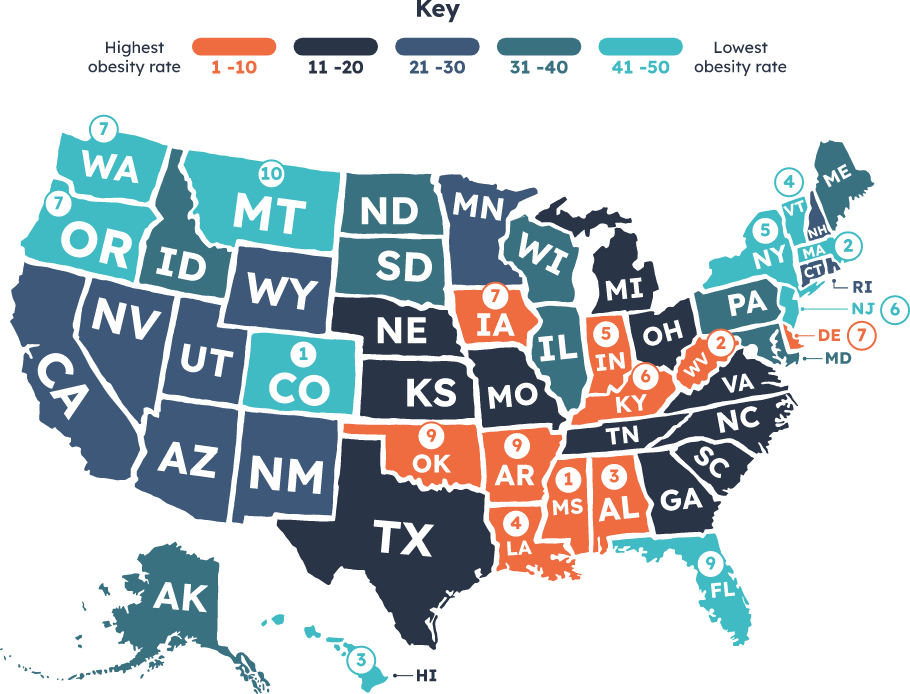 Key
Highest
obesity rate
1 -10
11 -20
21 -30
31 -40
41 -50
Lowest
obesity rate
7
WA
7
OR
10
MT
ID
ND
SD
MN
WI
MI
4
VT
NH
ME
5
NY
MA
2
CT
RI
NJ
6
PA
DE
7
MD
WY
NV
UT
CA
1
CO
NE
7
IA
IL
5
IN
OH
2
WV
VA
KS
MO
6
KY
TN
NC
SC
AZ
NM
9
OK
9
AR
1
MS
3
AL
GA
TX
4
LA
9
FL
AK
3
HI